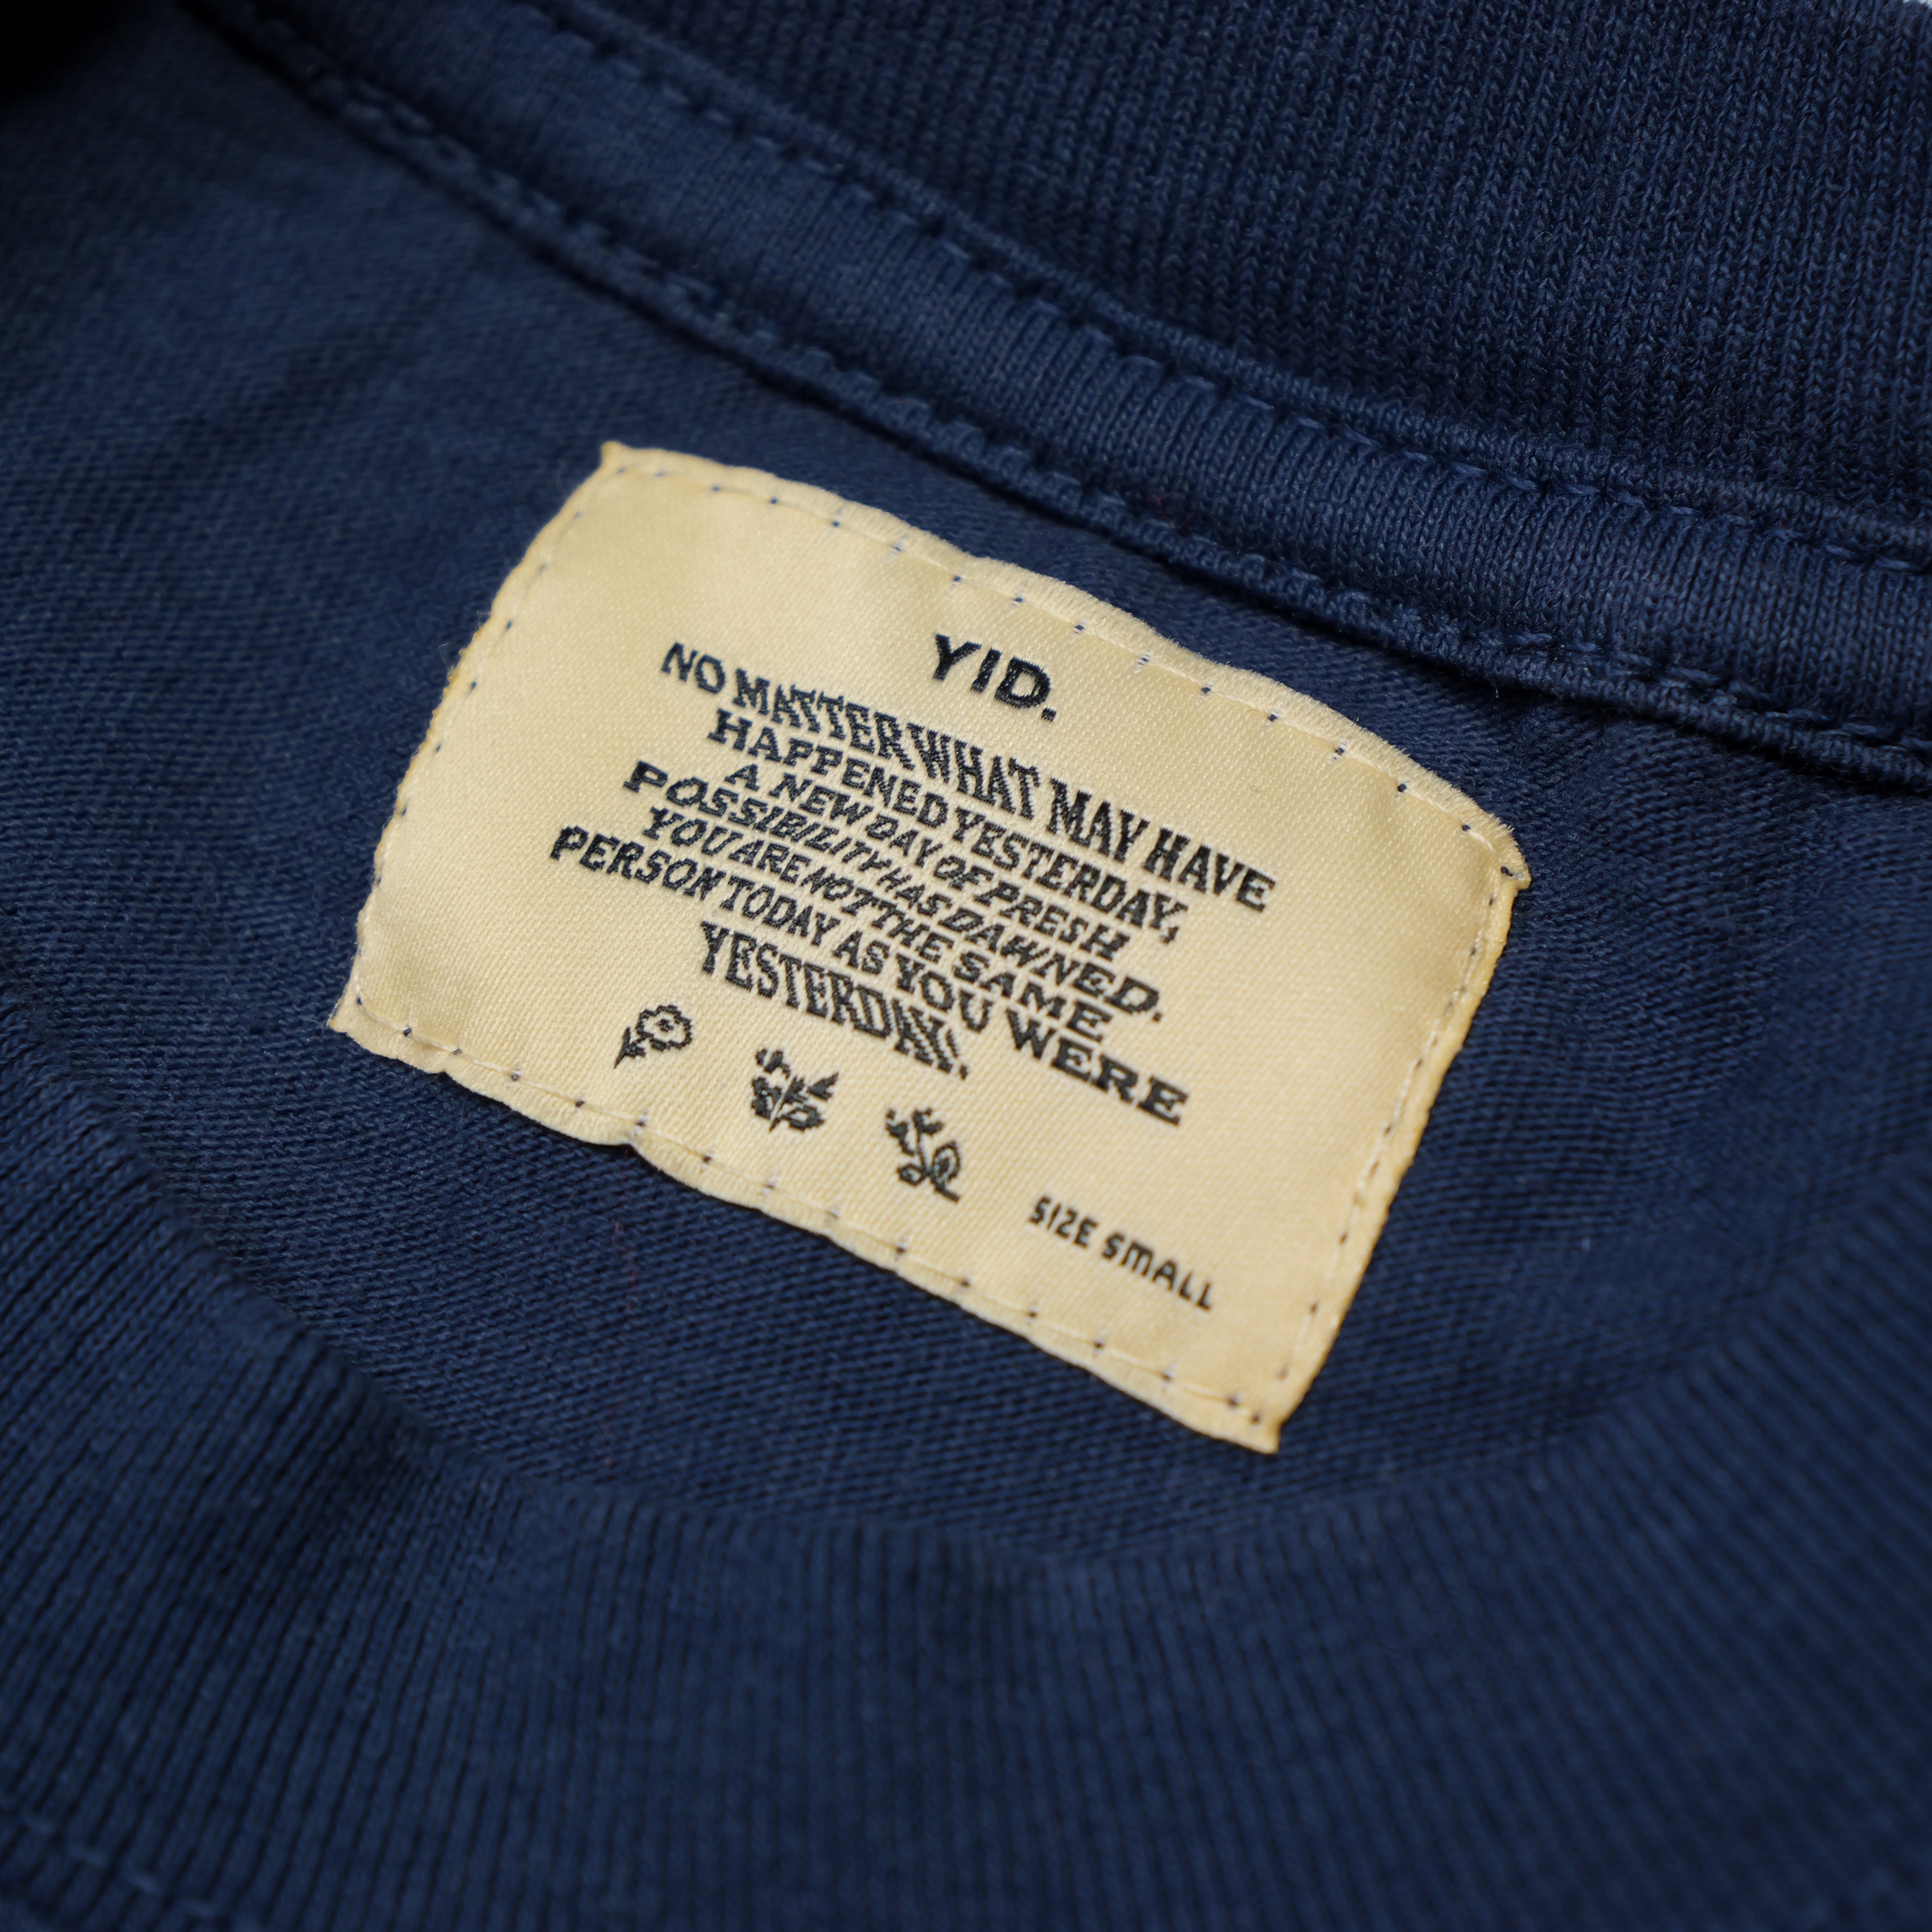 YID.
NO MATTER WHAT MAY HAVE
HAPPENED YESTERDAY,
A NEW DAY OF PRESH
POSSIBILITY HAS DAWNED.
YOU ARE NOT THE SAME
PERSON TODAY AS YOU WERE
YESTERDAY.
SIZE SMALL